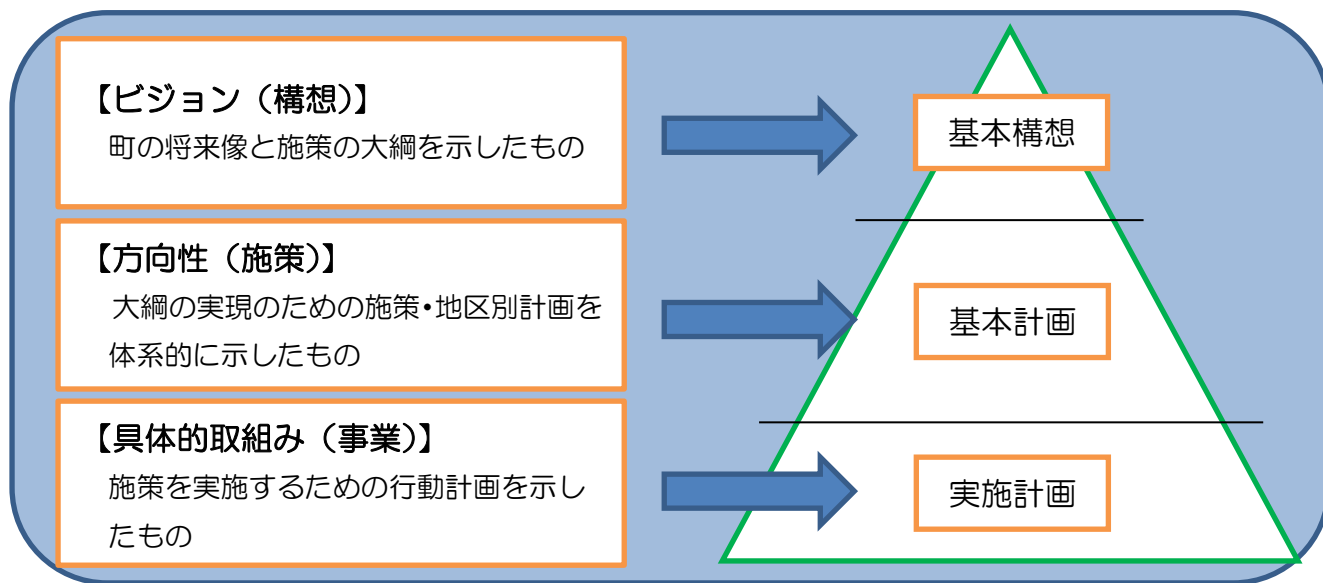 【ビジョン（構想）】
町の将来像と施策の大綱を示したもの
基本構想
【方向性（施策）】
大綱の実現のための施策・地区別計画を
体系的に示したもの
基本計画
【具体的取組み（事業）】
施策を実施するための行動計画を示し
たもの
実施計画